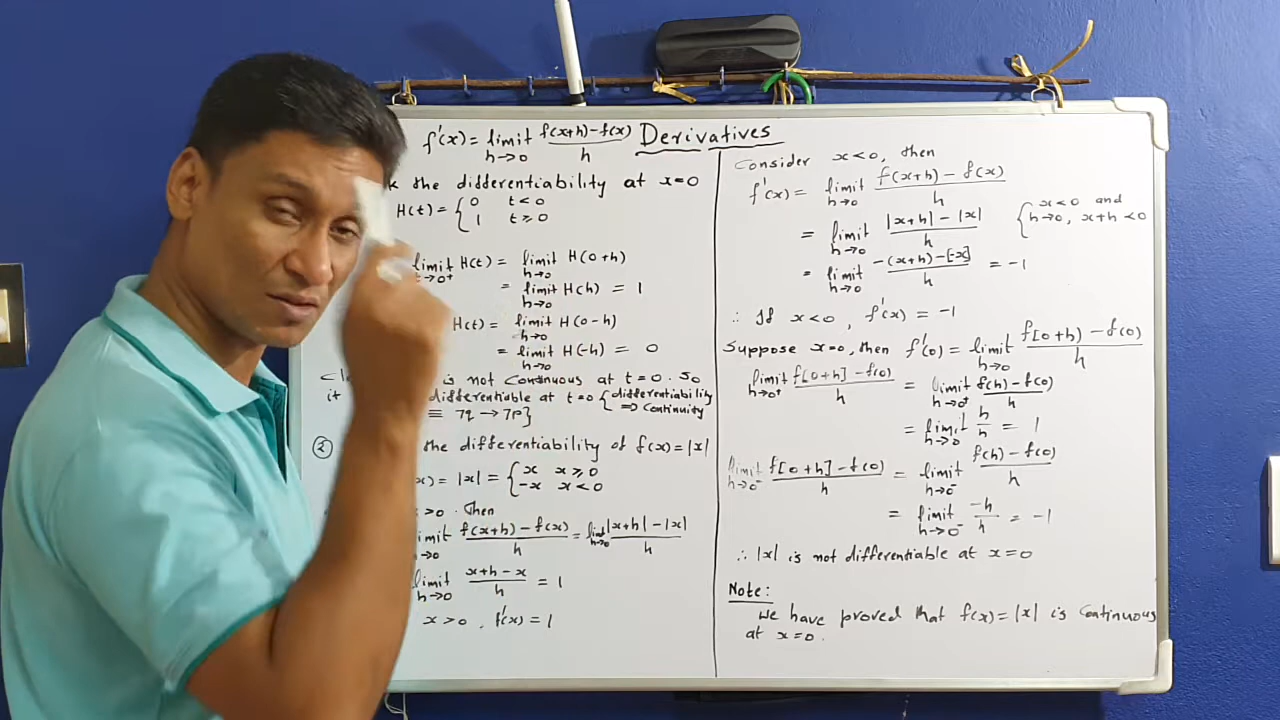 f'(x) = limit h→0 f(x+h)-f(x)/h Derivatives
the differentiability at x=0
H(t) = { 0 t<0
1 t≥0
limit t→0⁺ H(t) = limit h→0 H(0+h)
= limit h→0 H(h) = 1
H(t) = limit h→0 H(0-h)
= limit h→0 H(-h) = 0
is not continuous at t=0. So
it differentiable at t=0 { differentiability
≡ ¬q → ¬p} ⟹ continuity
② the differentiability of f(x)=|x|
= |x| = { x x≥0
-x x<0
>0. Then
limit h→0 f(x+h)-f(x)/h = limit h→0 |x+h|-|x|/h
limit h→0 x+h-x/h = 1
x>0, f'(x)=1
Consider x<0, then
f'(x) = limit h→0 f(x+h)-f(x)/h
= limit h→0 |x+h|-|x|/h { x<0 and
h→0, x+h<0
= limit h→0 -(x+h)-[-x]/h = -1
∴ If x<0, f'(x) = -1
Suppose x=0, then f'(0) = limit h→0 f[0+h)-f(0)/h
limit h→0⁺ f[0+h]-f(0)/h = limit h→0⁺ f(h)-f(0)/h
= limit h→0 h/h = 1
limit h→0⁻ f[0+h]-f(0)/h = limit h→0⁻ f(h)-f(0)/h
= limit h→0⁻ -h/h = -1
∴ |x| is not differentiable at x=0
Note:
We have proved that f(x)=|x| is continuous
at x=0.